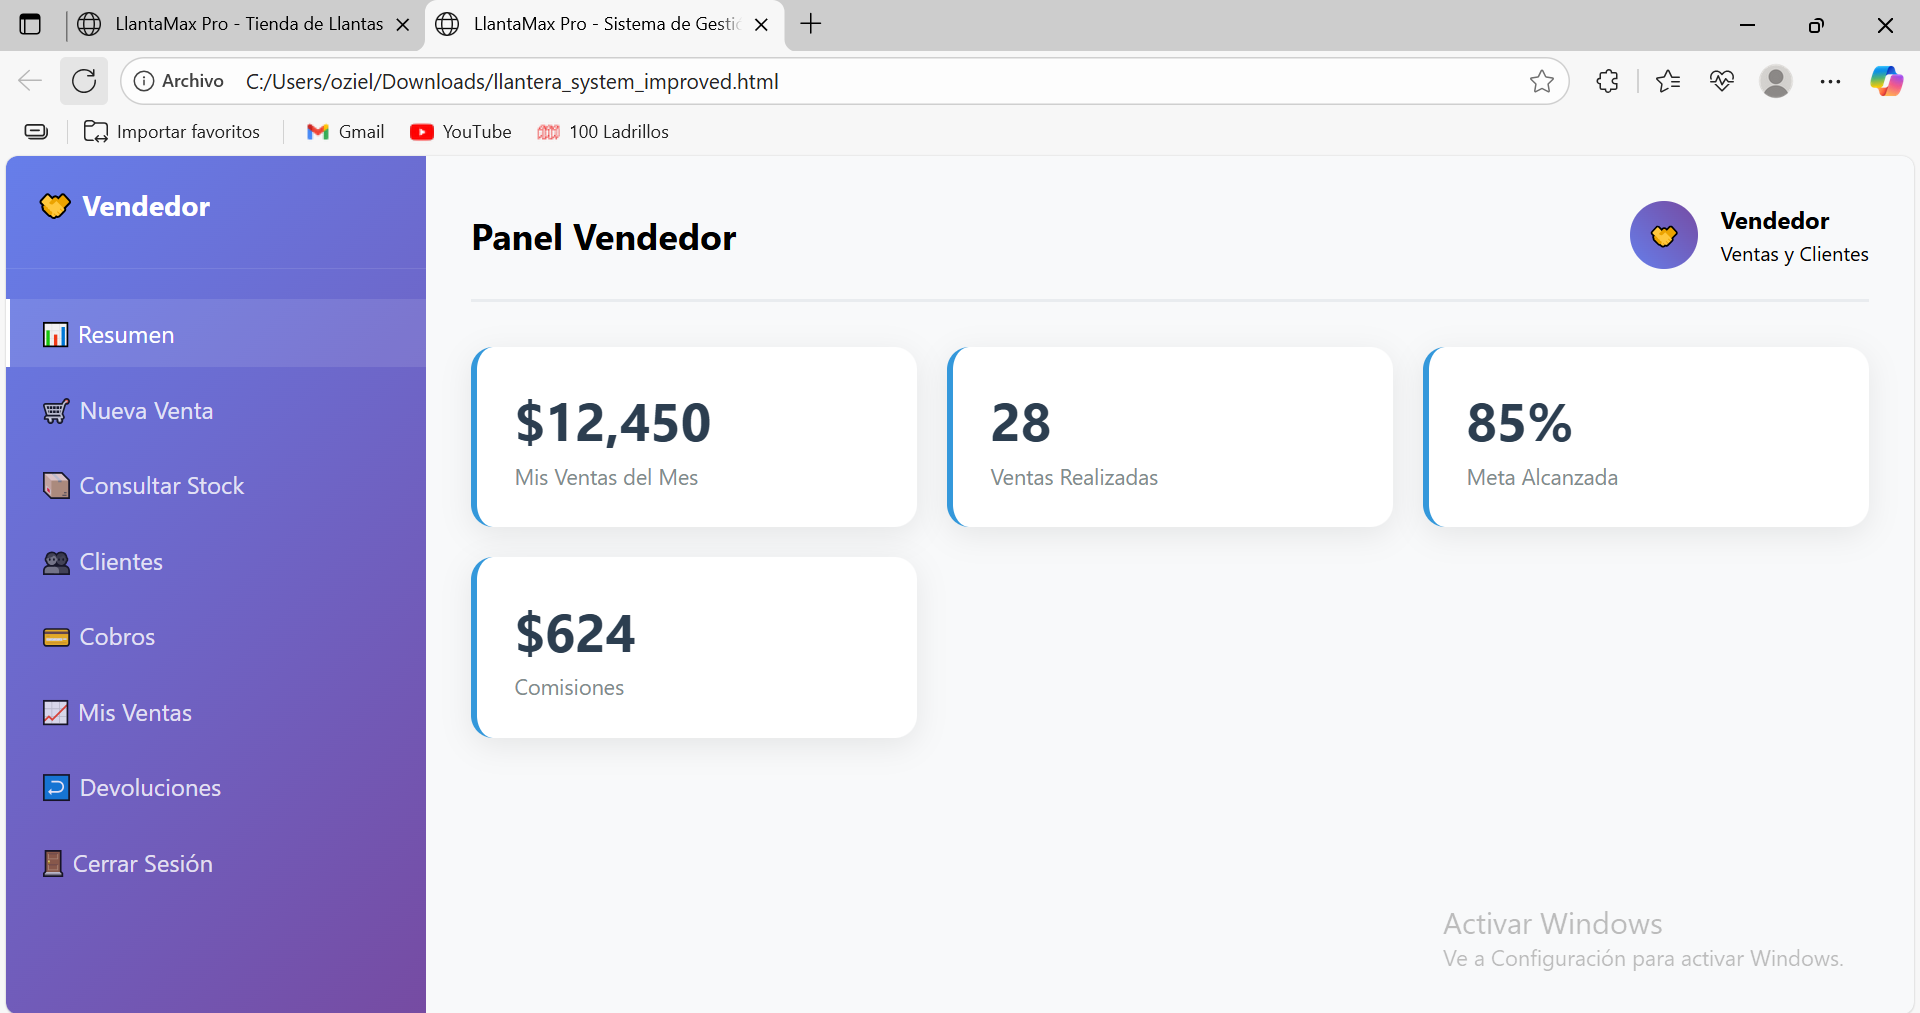 LlantaMax Pro - Tienda de Llantas
LlantaMax Pro - Sistema de Gesti
Archivo
C:/Users/oziel/Downloads/llantera_system_improved.html
Importar favoritos
Gmail
YouTube
100 Ladrillos
Vendedor
Resumen
Nueva Venta
Consultar Stock
Clientes
Cobros
Mis Ventas
Devoluciones
Cerrar Sesión
Panel Vendedor
Vendedor
Ventas y Clientes
$12,450
Mis Ventas del Mes
28
Ventas Realizadas
85%
Meta Alcanzada
$624
Comisiones
Activar Windows
Ve a Configuración para activar Windows.